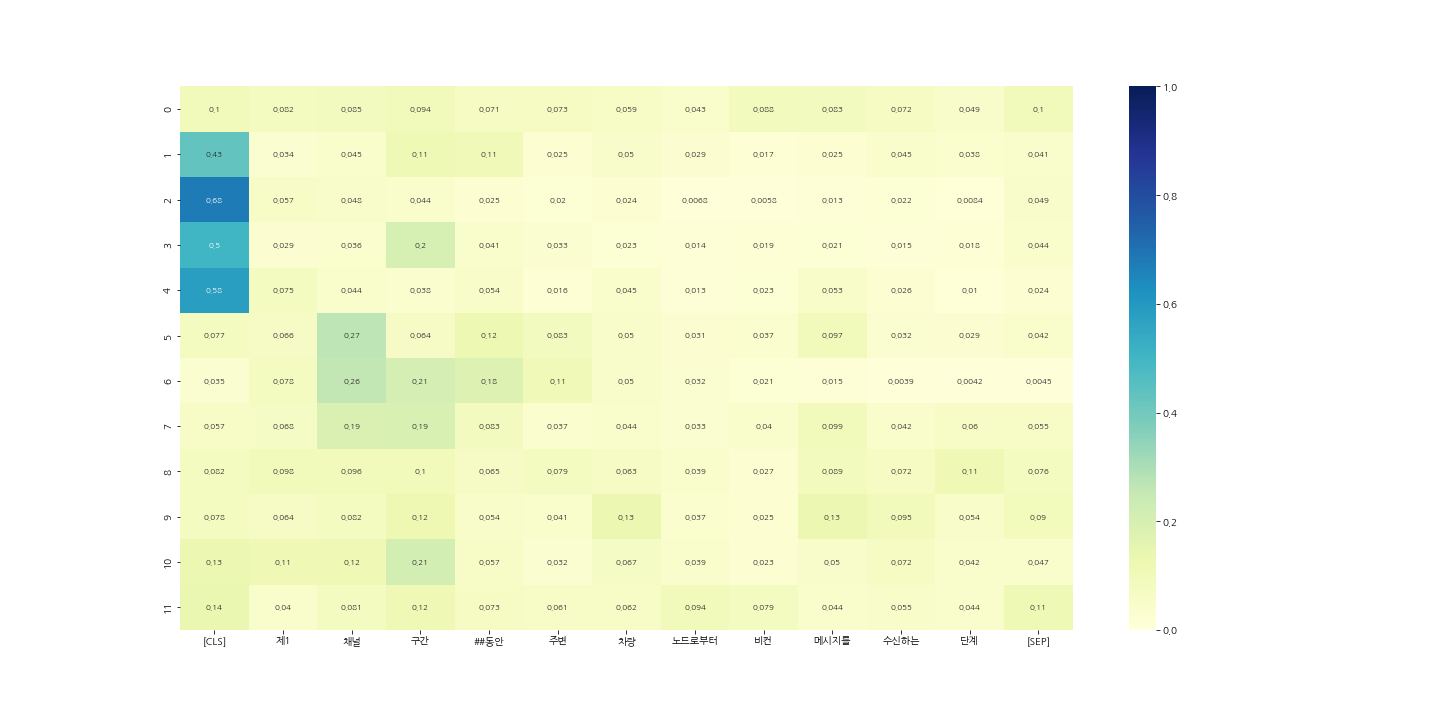 0 0,1 0,082 0,085 0,094 0,071 0,073 0,059 0,043 0,088 0,083 0,072 0,049 0,1
1 0,43 0,034 0,045 0,11 0,11 0,025 0,05 0,029 0,017 0,025 0,045 0,038 0,041
2 0,68 0,057 0,048 0,044 0,025 0,02 0,024 0,0068 0,0058 0,013 0,022 0,0084 0,049
3 0,5 0,029 0,036 0,2 0,041 0,033 0,023 0,014 0,019 0,021 0,015 0,018 0,044
4 0,58 0,075 0,044 0,038 0,054 0,016 0,045 0,013 0,023 0,053 0,026 0,01 0,024
5 0,077 0,066 0,27 0,064 0,12 0,083 0,05 0,031 0,037 0,097 0,032 0,029 0,042
6 0,035 0,078 0,26 0,21 0,18 0,11 0,05 0,032 0,021 0,015 0,0039 0,0042 0,0045
7 0,057 0,068 0,19 0,19 0,083 0,037 0,044 0,033 0,04 0,099 0,042 0,06 0,055
8 0,082 0,098 0,096 0,1 0,065 0,079 0,063 0,039 0,027 0,089 0,072 0,11 0,076
9 0,078 0,064 0,082 0,12 0,054 0,041 0,13 0,037 0,025 0,13 0,095 0,054 0,09
10 0,13 0,11 0,12 0,21 0,057 0,032 0,067 0,039 0,023 0,05 0,072 0,042 0,047
11 0,14 0,04 0,081 0,12 0,073 0,061 0,062 0,094 0,079 0,044 0,055 0,044 0,11
[CLS] 제1 채널 구간 ##동안 주변 차량 노드로부터 비컨 메시지를 수신하는 단계 [SEP]
1,0
0,8
0,6
0,4
0,2
0,0